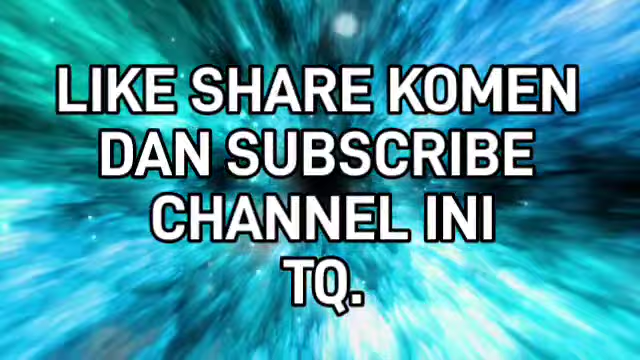 LIKE SHARE KOMEN
DAN SUBSCRIBE
CHANNEL INI
TQ.